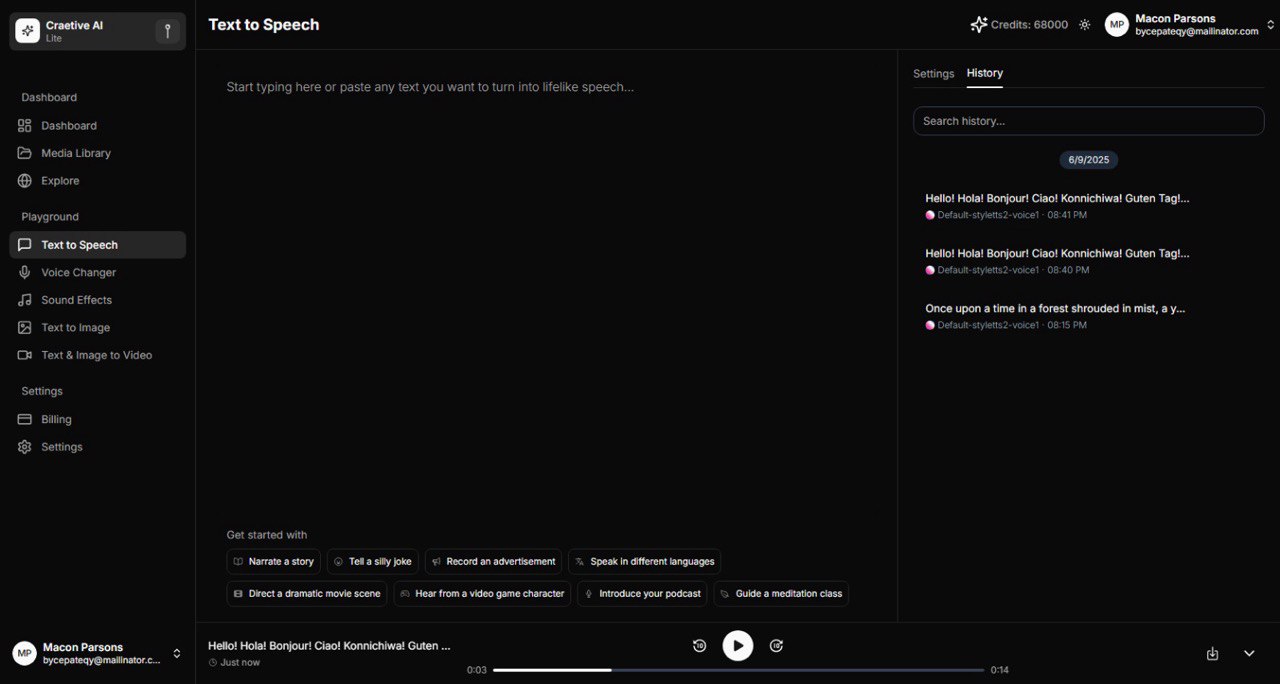 Craetive AI
Lite
Text to Speech
Credits: 68000
MP
Macon Parsons
bycepateqy@mailinator.com
Dashboard
Dashboard
Media Library
Explore
Playground
Text to Speech
Voice Changer
Sound Effects
Text to Image
Text & Image to Video
Settings
Billing
Settings
MP
Macon Parsons
bycepateqy@mailinator.c...
Start typing here or paste any text you want to turn into lifelike speech...
Get started with
Narrate a story
Tell a silly joke
Record an advertisement
Speak in different languages
Direct a dramatic movie scene
Hear from a video game character
Introduce your podcast
Guide a meditation class
Settings
History
Search history...
6/9/2025
Hello! Hola! Bonjour! Ciao! Konnichiwa! Guten Tag!...
Default-styletts2-voice1 · 08:41 PM
Hello! Hola! Bonjour! Ciao! Konnichiwa! Guten Tag!...
Default-styletts2-voice1 · 08:40 PM
Once upon a time in a forest shrouded in mist, a y...
Default-styletts2-voice1 · 08:15 PM
Hello! Hola! Bonjour! Ciao! Konnichiwa! Guten ...
Just now
10
10
0:03
0:14